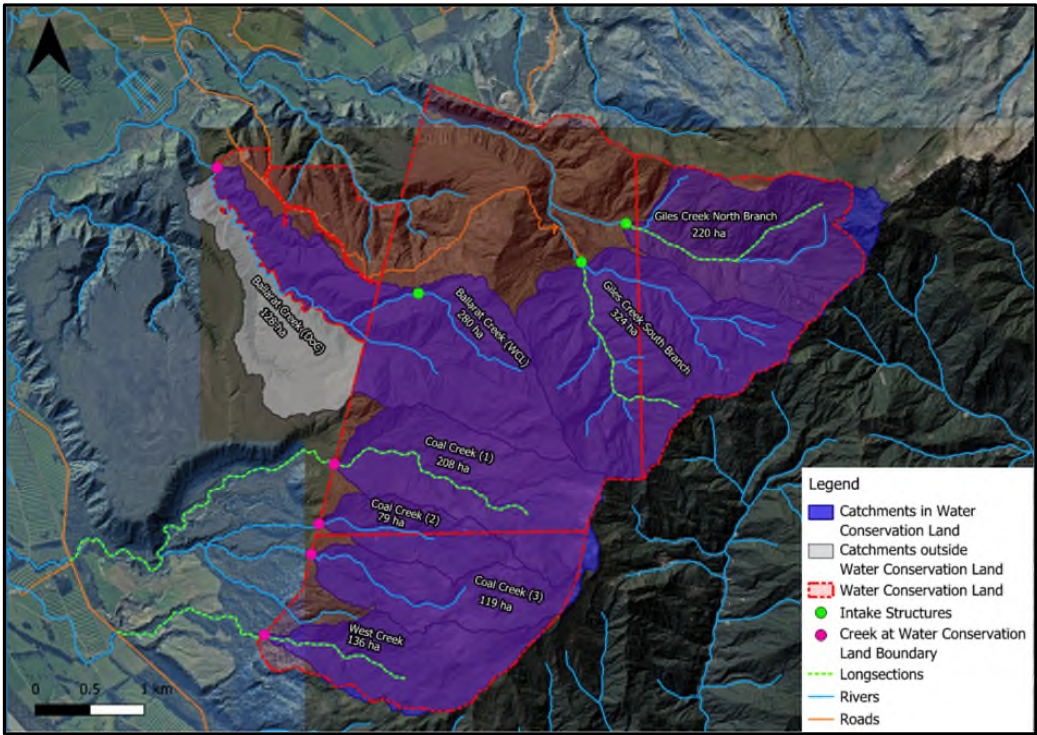 Giles Creek North Branch
220 ha
Giles Creek South Branch
324 ha
Ballarat Creek (WCL)
280 ha
Ballarat Creek (DOC)
128 ha
Coal Creek (1)
208 ha
Coal Creek (2)
79 ha
Coal Creek (3)
119 ha
West Creek
136 ha
0 0.5 1 km
Legend
Catchments in Water
Conservation Land
Catchments outside
Water Conservation Land
Water Conservation Land
Intake Structures
Creek at Water Conservation
Land Boundary
Longsections
Rivers
Roads